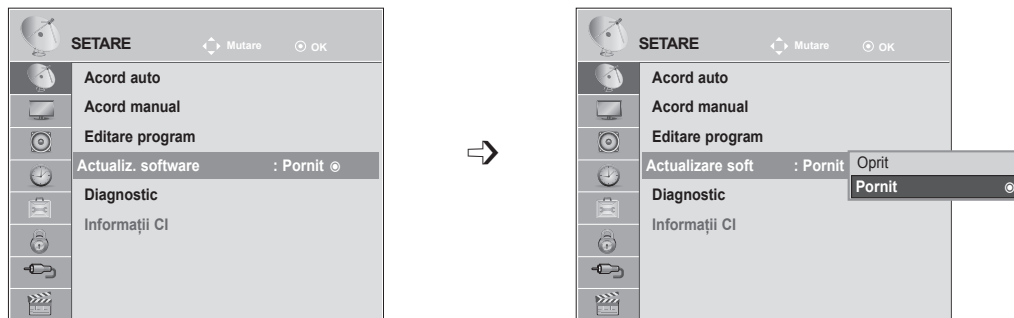 SETARE Mutare OK
Acord auto
Acord manual
Editare program
Actualiz. software : Pornit
Diagnostic
Informații CI
SETARE Mutare OK
Acord auto
Acord manual
Editare program
Actualizare soft : Pornit
Oprit
Pornit
Diagnostic
Informații CI